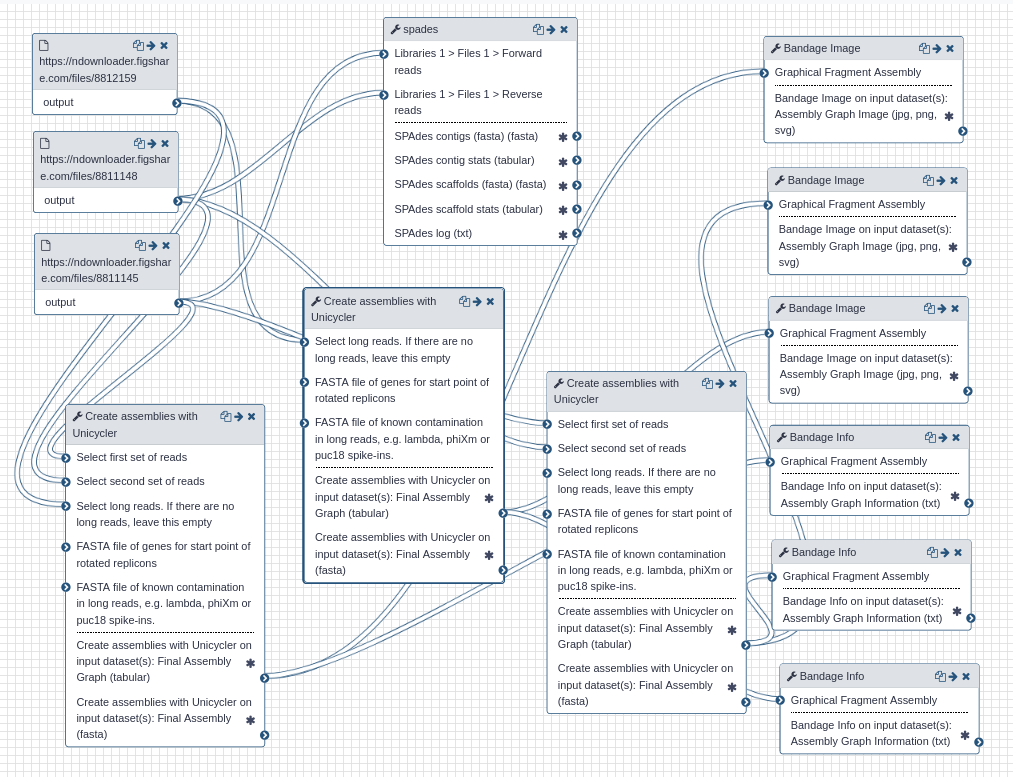 https://ndownloader.figshar
e.com/files/8812159
output
https://ndownloader.figshar
e.com/files/8811148
output
https://ndownloader.figshar
e.com/files/8811145
output
spades
Libraries 1 > Files 1 > Forward
reads
Libraries 1 > Files 1 > Reverse
reads
SPAdes contigs (fasta) (fasta)
SPAdes contig stats (tabular)
SPAdes scaffolds (fasta) (fasta)
SPAdes scaffold stats (tabular)
SPAdes log (txt)
Create assemblies with
Unicycler
Select first set of reads
Select second set of reads
Select long reads. If there are no
long reads, leave this empty
FASTA file of genes for start point of
rotated replicons
FASTA file of known contamination
in long reads, e.g. lambda, phiXm or
puc18 spike-ins.
Create assemblies with Unicycler on
input dataset(s): Final Assembly
Graph (tabular)
Create assemblies with Unicycler on
input dataset(s): Final Assembly
(fasta)
Create assemblies with
Unicycler
Select long reads. If there are no
long reads, leave this empty
FASTA file of genes for start point of
rotated replicons
FASTA file of known contamination
in long reads, e.g. lambda, phiXm or
puc18 spike-ins.
Create assemblies with Unicycler on
input dataset(s): Final Assembly
Graph (tabular)
Create assemblies with Unicycler on
input dataset(s): Final Assembly
(fasta)
Create assemblies with
Unicycler
Select first set of reads
Select second set of reads
Select long reads. If there are no
long reads, leave this empty
FASTA file of genes for start point of
rotated replicons
FASTA file of known contamination
in long reads, e.g. lambda, phiXm or
puc18 spike-ins.
Create assemblies with Unicycler on
input dataset(s): Final Assembly
Graph (tabular)
Create assemblies with Unicycler on
input dataset(s): Final Assembly
(fasta)
Bandage Image
Graphical Fragment Assembly
Bandage Image on input dataset(s):
Assembly Graph Image (jpg, png,
svg)
Bandage Image
Graphical Fragment Assembly
Bandage Image on input dataset(s):
Assembly Graph Image (jpg, png,
svg)
Bandage Image
Graphical Fragment Assembly
Bandage Image on input dataset(s):
Assembly Graph Image (jpg, png,
svg)
Bandage Info
Graphical Fragment Assembly
Bandage Info on input dataset(s):
Assembly Graph Information (txt)
Bandage Info
Graphical Fragment Assembly
Bandage Info on input dataset(s):
Assembly Graph Information (txt)
Bandage Info
Graphical Fragment Assembly
Bandage Info on input dataset(s):
Assembly Graph Information (txt)